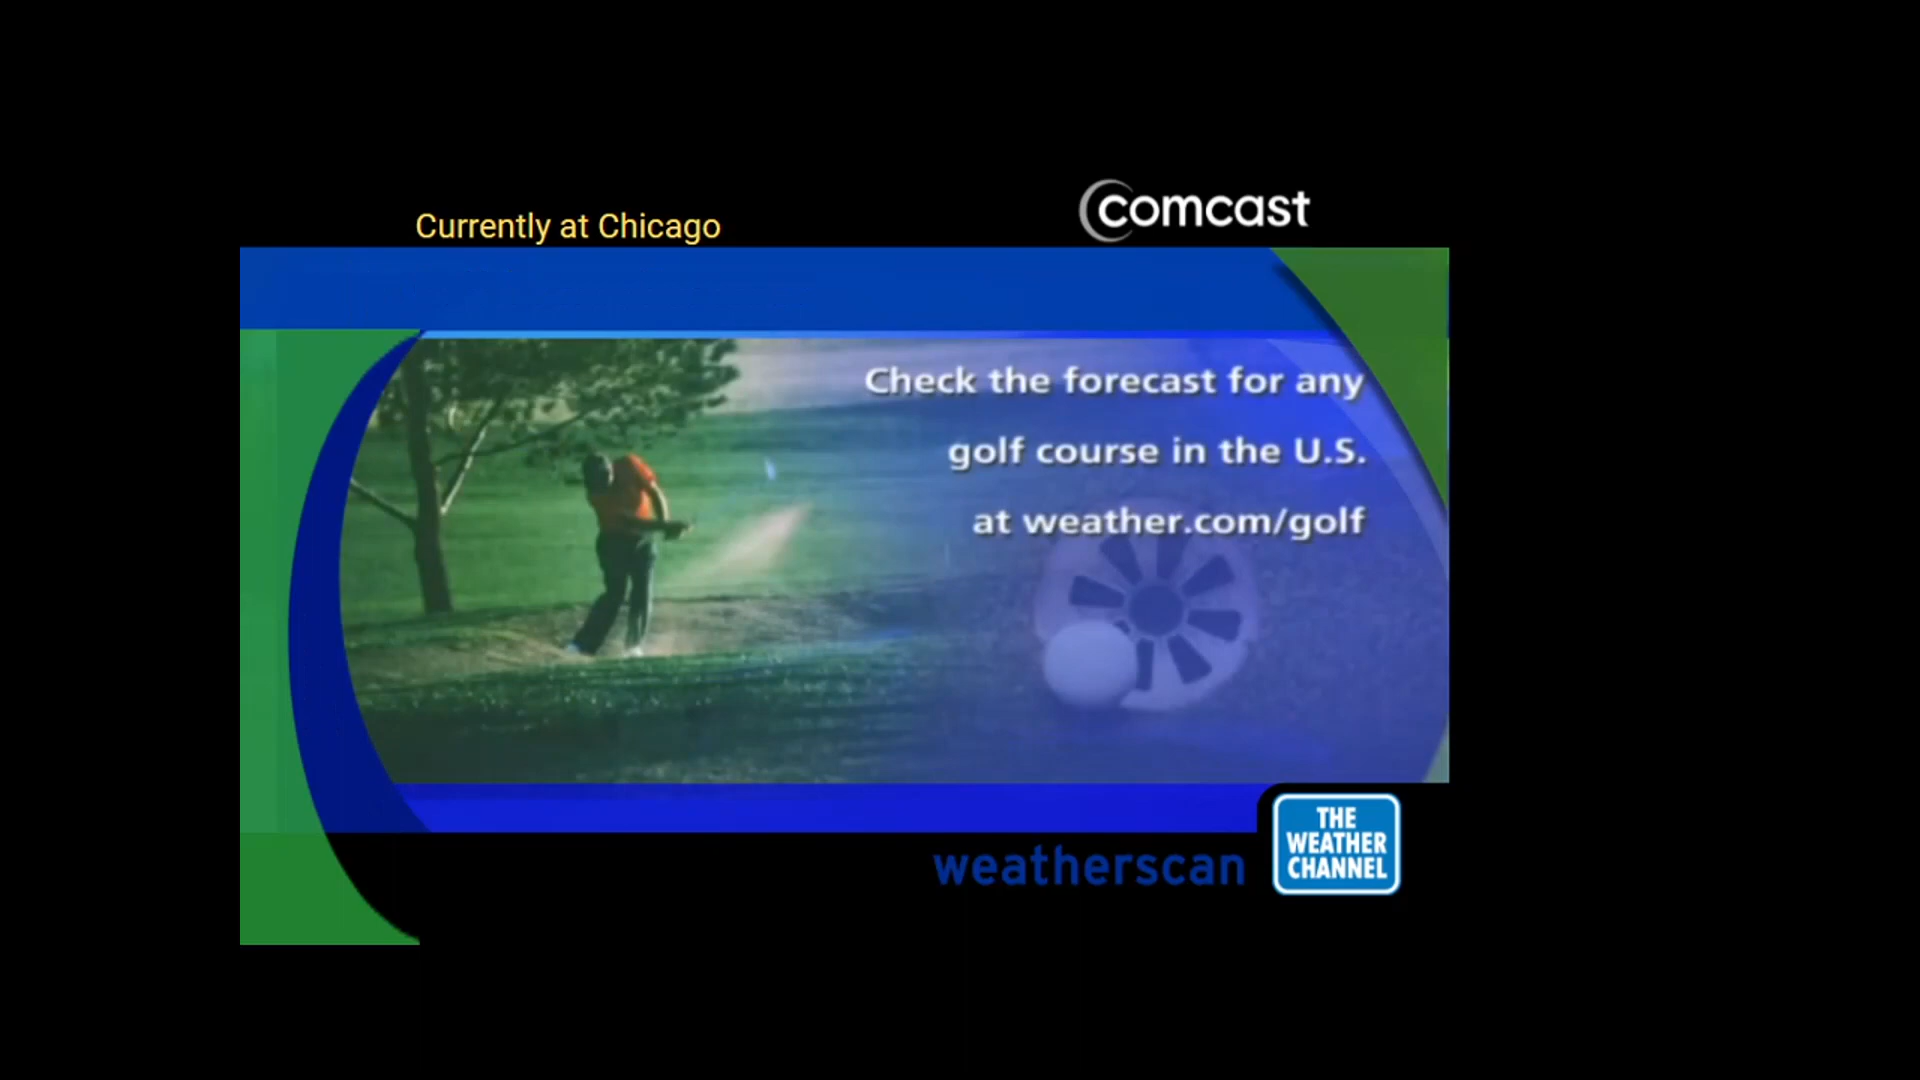 Currently at Chicago
comcast
Check the forecast for any
golf course in the U.S.
at weather.com/golf
weatherscan
THE
WEATHER
CHANNEL